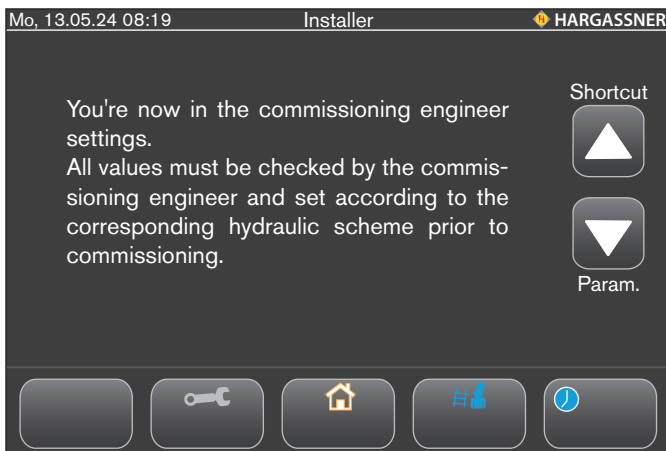 Mo, 13.05.24 08:19 Installer HARGASSNER
Shortcut
You're now in the commissioning engineer
settings.
All values must be checked by the commis-
sioning engineer and set according to the
corresponding hydraulic scheme prior to
commissioning.
Param.